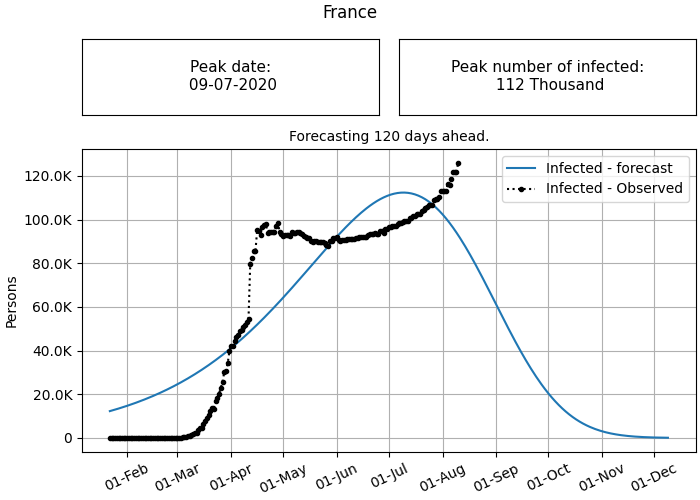 France
Peak date:
09-07-2020
Peak number of infected:
112 Thousand
Forecasting 120 days ahead.
Infected - forecast
Infected - Observed
Persons
120.0K
100.0K
80.0K
60.0K
40.0K
20.0K
0
01-Feb
01-Mar
01-Apr
01-May
01-Jun
01-Jul
01-Aug
01-Sep
01-Oct
01-Nov
01-Dec